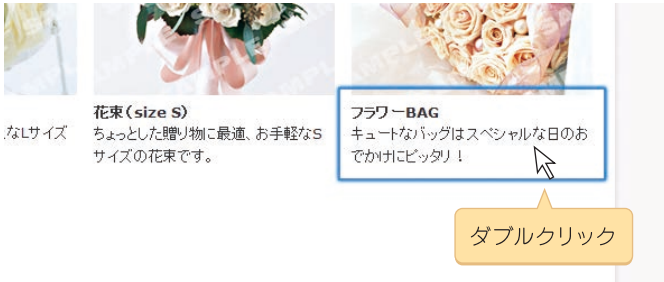 花束(size S)
ちょっとした贈り物に最適、お手軽なS
サイズの花束です。
フラワーBAG
キュートなバッグはスペシャルな日のお
でかけにピッタリ!
なLサイズ
ダブルクリック